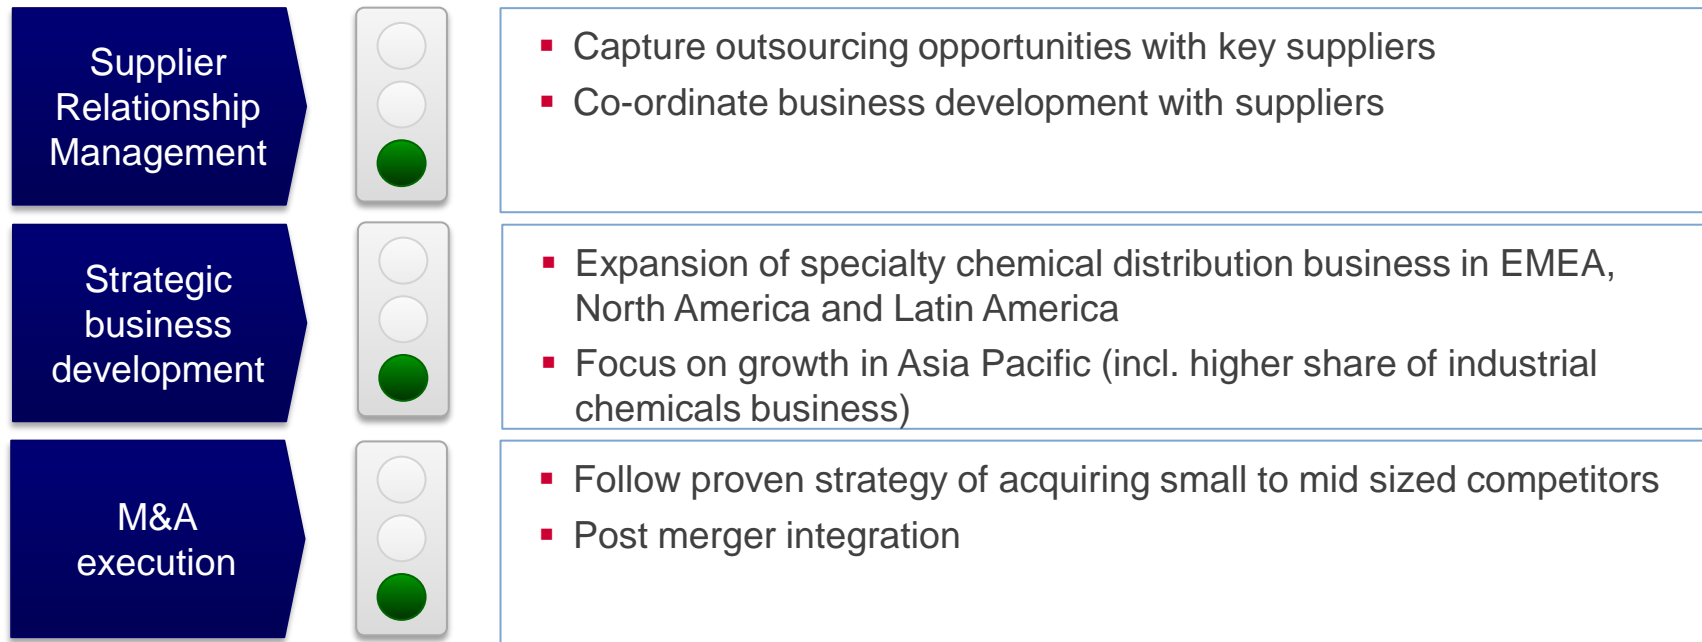 Supplier
Relationship
Management
▪ Capture outsourcing opportunities with key suppliers
▪ Co-ordinate business development with suppliers
Strategic
business
development
▪ Expansion of specialty chemical distribution business in EMEA,
North America and Latin America
▪ Focus on growth in Asia Pacific (incl. higher share of industrial
chemicals business)
M&A
execution
▪ Follow proven strategy of acquiring small to mid sized competitors
▪ Post merger integration